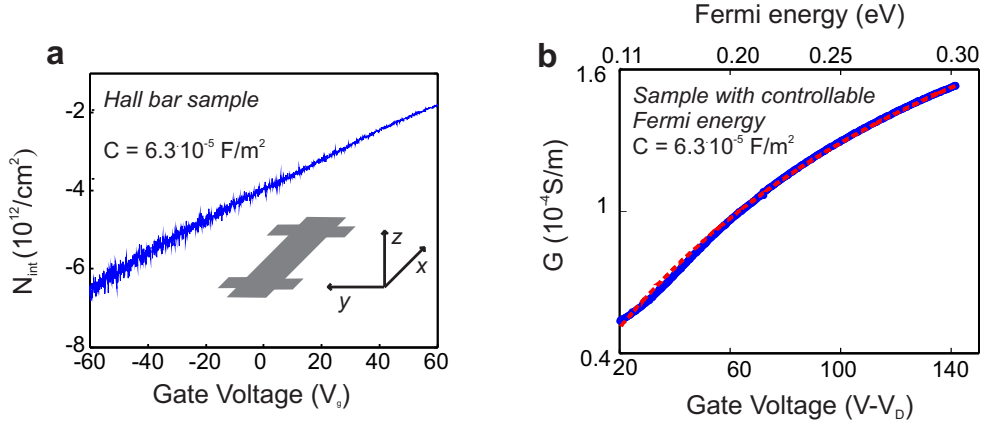 a
Hall bar sample
C = 6.3·10⁻⁵ F/m²
-2
-4
-6
-8
N_int (10¹²/cm²)
z
x
y
-60 -40 -20 0 20 40 60
Gate Voltage (V_g)
Fermi energy (eV)
b
0.11 0.20 0.25 0.30
1.6
Sample with controllable
Fermi energy
C = 6.3·10⁻⁵ F/m²
1
0.4
G (10⁻⁴S/m)
20 60 100 140
Gate Voltage (V-V_D)